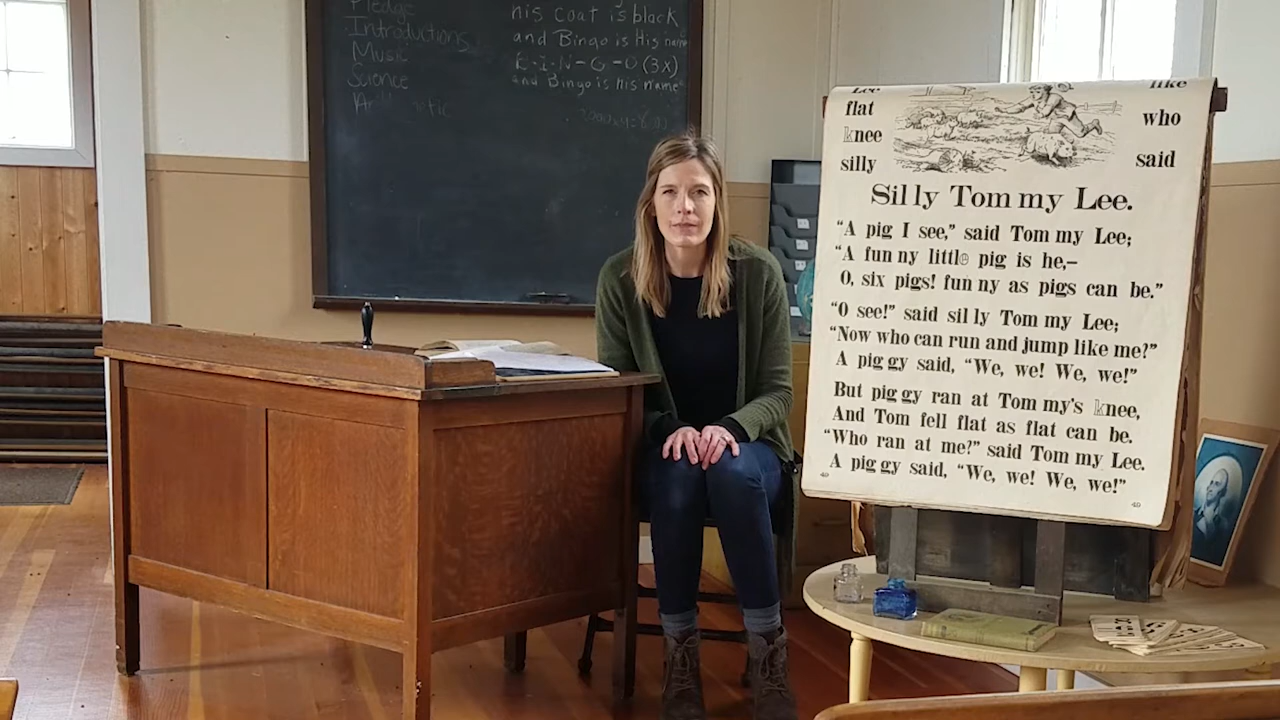 Pledge
Introductions
Music
Science
Arithmetic
his coat is black
and Bingo is His name
B-I-N-G-O (3x)
and Bingo is his name
Lee
flat
knee
silly
like
who
said
Sil ly Tom my Lee.
“A pig I see,” said Tom my Lee;
“A fun ny little pig is he,–
O, six pigs! fun ny as pigs can be.”
“O see!” said sil ly Tom my Lee;
“Now who can run and jump like me?”
A pig gy said, “We, we! We, we!”
But pig gy ran at Tom my's knee,
And Tom fell flat as flat can be.
“Who ran at me?” said Tom my Lee.
A pig gy said, “We, we! We, we!”
49
49